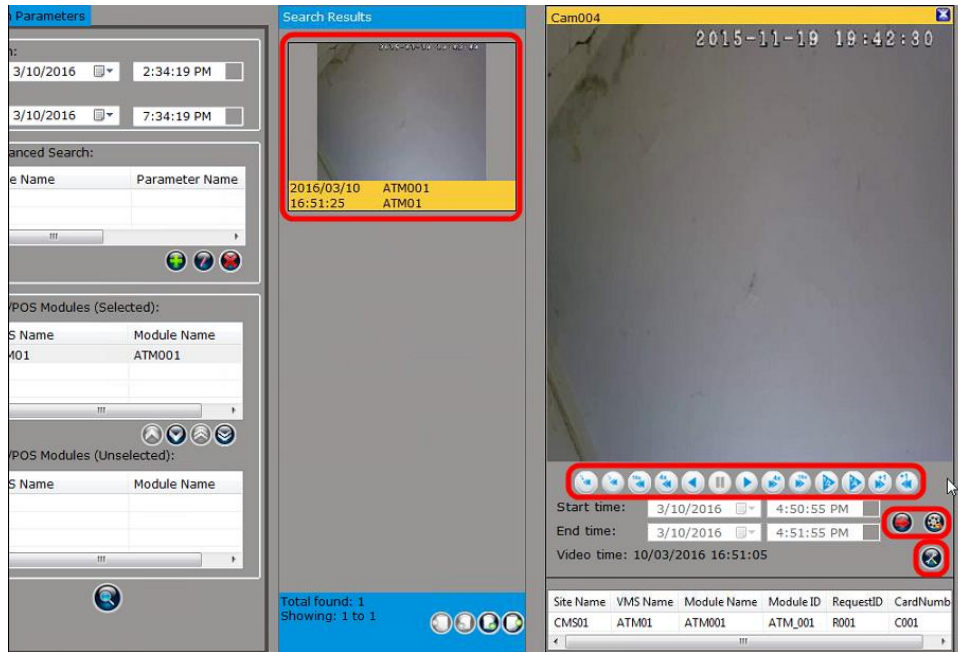 Parameters
3/10/2016 2:34:19 PM
3/10/2016 7:34:19 PM
anced Search:
e Name Parameter Name
/POS Modules (Selected):
S Name Module Name
M01 ATM001
/POS Modules (Unselected):
S Name Module Name
Search Results
2016/03/10 ATM001
16:51:25 ATM01
Total found: 1
Showing: 1 to 1
Cam004
2015-11-19 19:42:30
Start time: 3/10/2016 4:50:55 PM
End time: 3/10/2016 4:51:55 PM
Video time: 10/03/2016 16:51:05
Site Name VMS Name Module Name Module ID RequestID CardNumb
CMS01 ATM01 ATM001 ATM_001 R001 C001